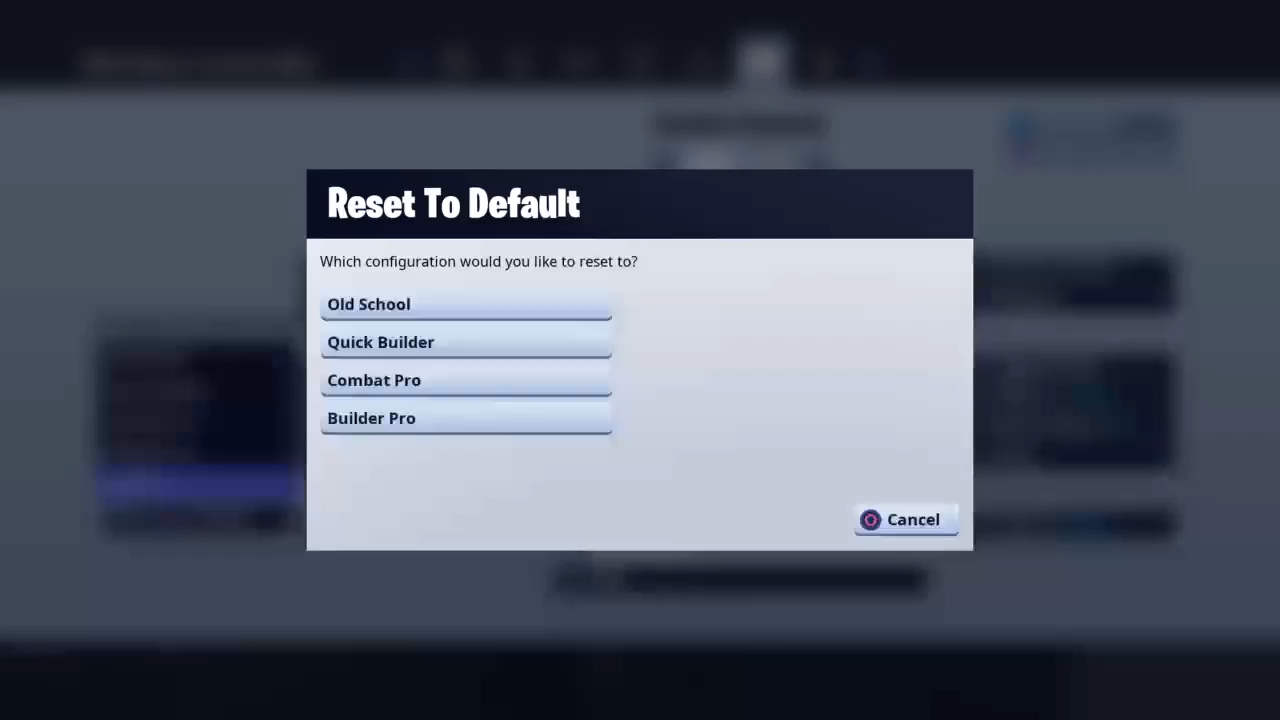 Reset To Default
Which configuration would you like to reset to?
Old School
Quick Builder
Combat Pro
Builder Pro
Cancel